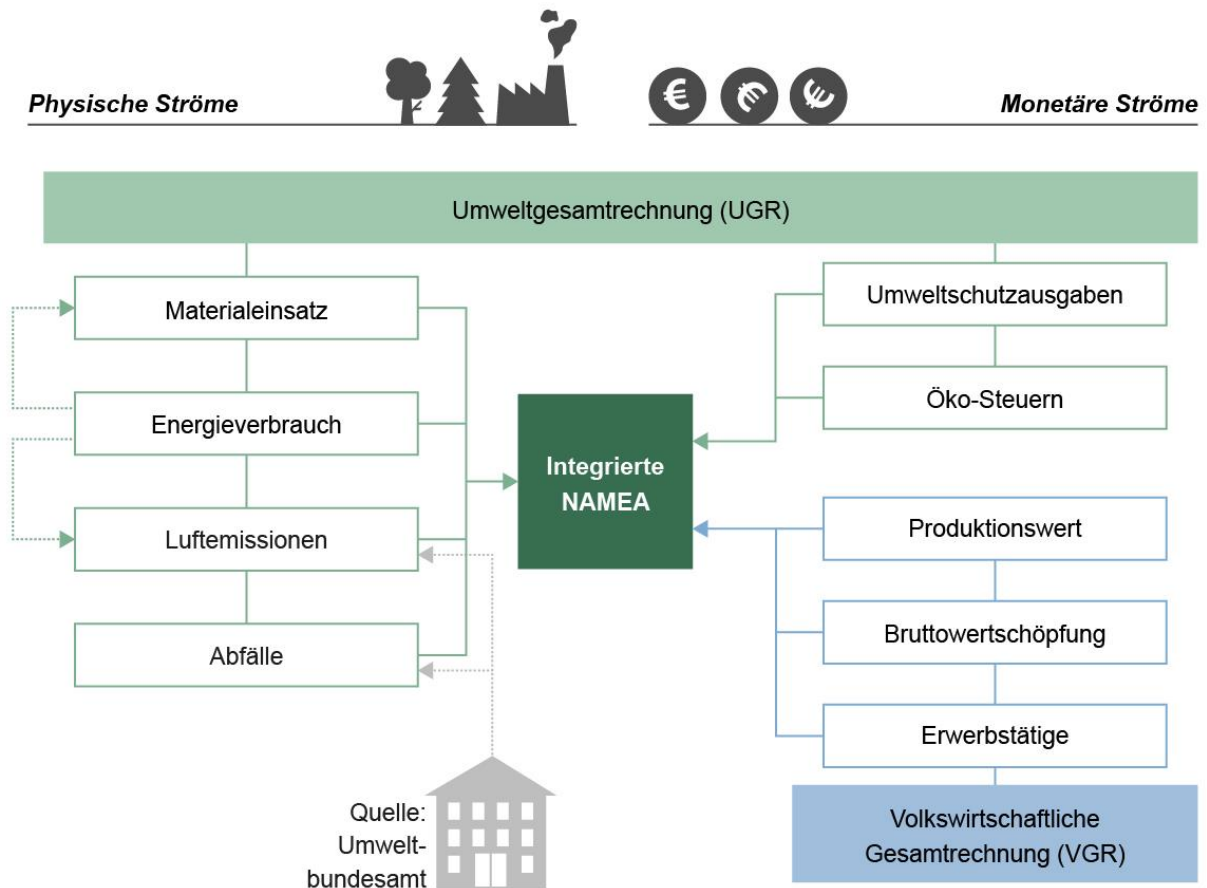 Physische Ströme
€ € €
Monetäre Ströme
Umweltgesamtrechnung (UGR)
Materialeinsatz
Energieverbrauch
Luftemissionen
Abfälle
Integrierte
NAMEA
Umweltschutzausgaben
Öko-Steuern
Produktionswert
Bruttowertschöpfung
Erwerbstätige
Quelle:
Umwelt-
bundesamt
Volkswirtschaftliche
Gesamtrechnung (VGR)